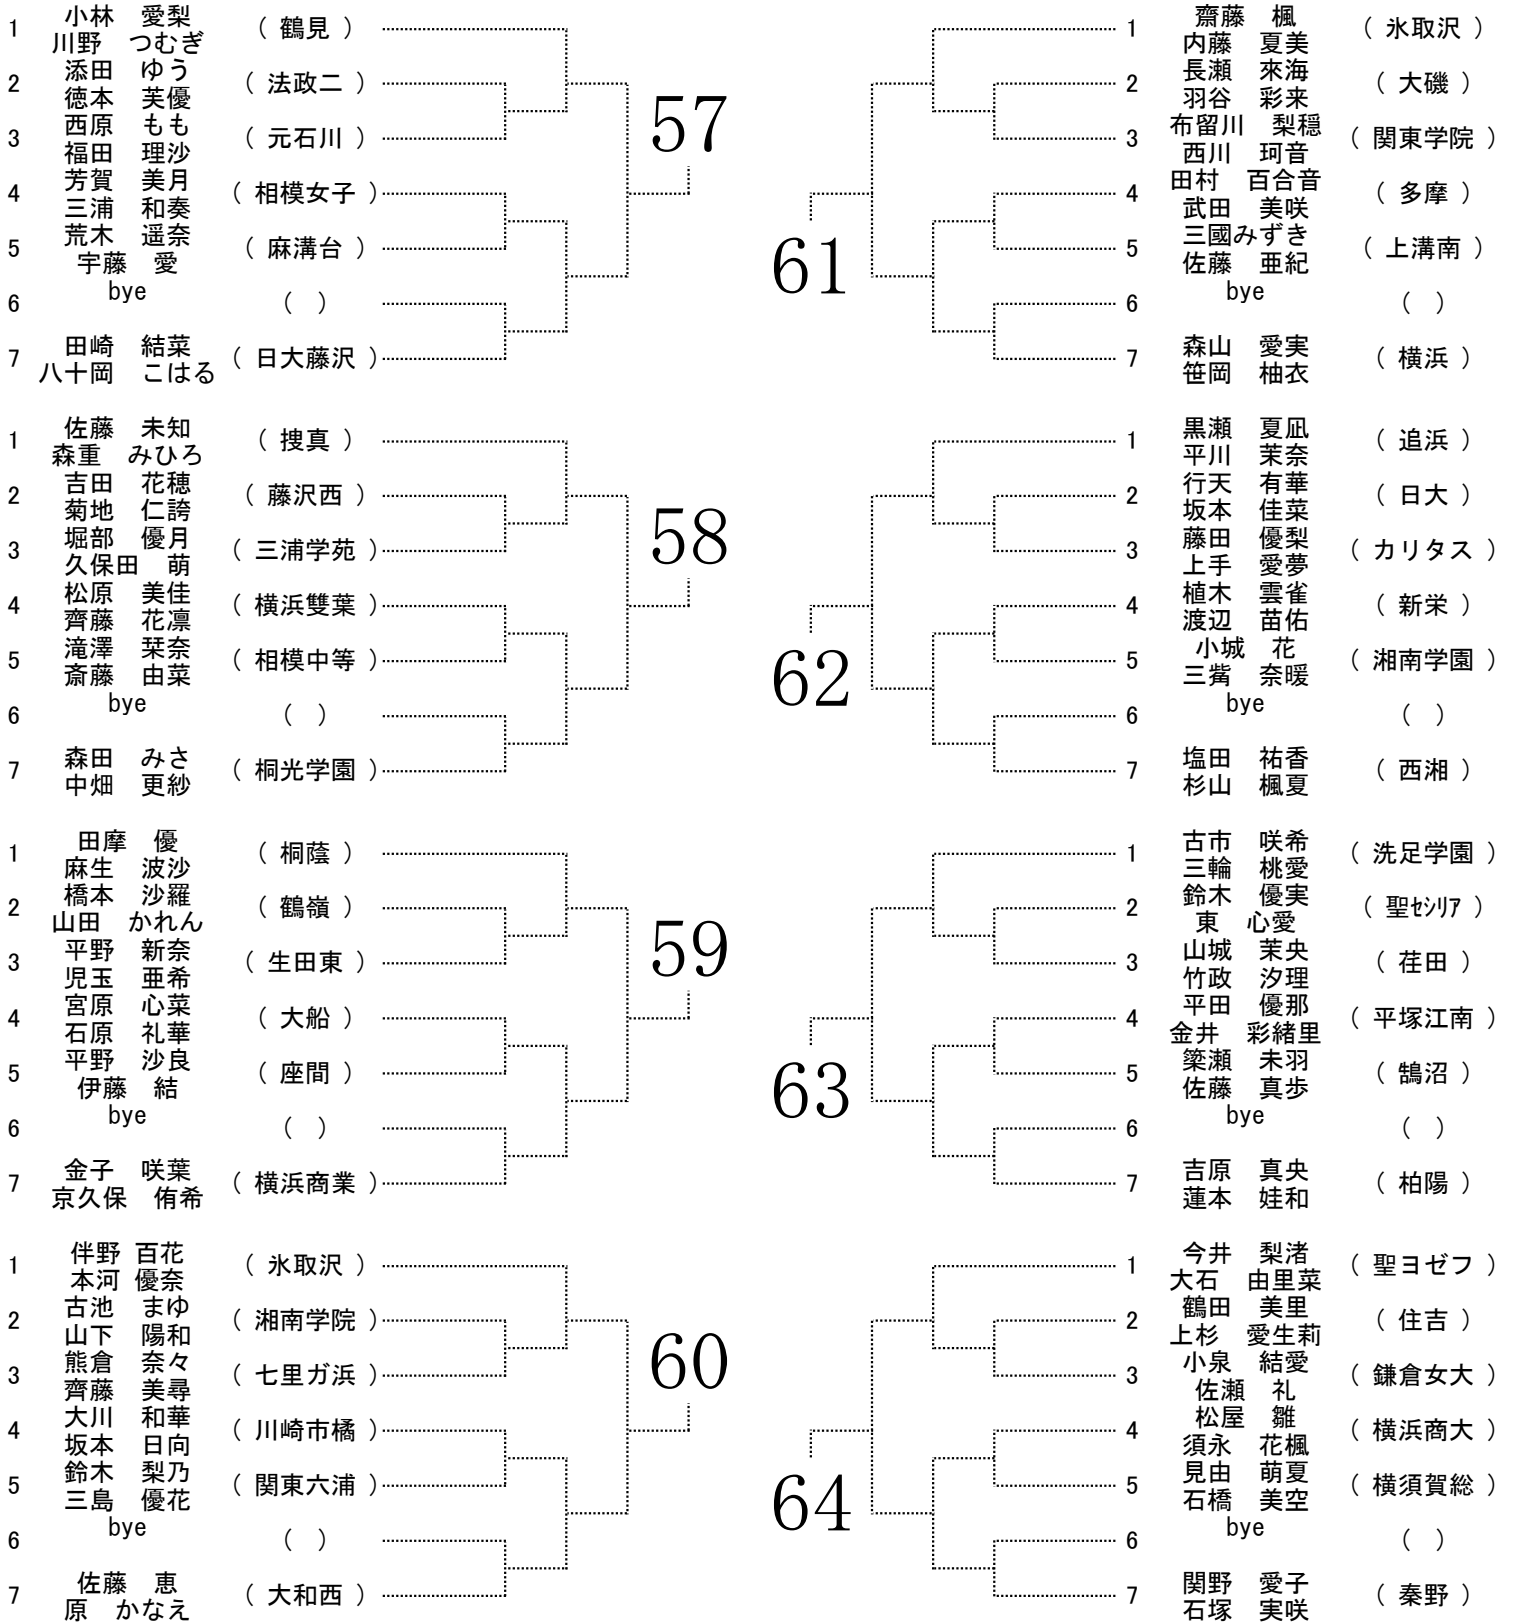 1 小林　愛梨 （ 鶴見 ）
川野　つむぎ
2 添田　ゆう （ 法政二 ）
徳本　芙優
3 西原　もも （ 元石川 ）
福田　理沙
4 芳賀　美月 （ 相模女子 ）
三浦　和奏
5 荒木　遥奈 （ 麻溝台 ）
宇藤　愛
6 bye （　）
7 田崎　結菜 （ 日大藤沢 ）
八十岡　こはる
57
1 佐藤　未知 （ 捜真 ）
森重　みひろ
2 吉田　花穂 （ 藤沢西 ）
菊地　仁誇
3 堀部　優月 （ 三浦学苑 ）
久保田　萌
4 松原　美佳 （ 横浜雙葉 ）
齊藤　花凛
5 滝澤　栞奈 （ 相模中等 ）
斎藤　由菜
6 bye （　）
7 森田　みさ （ 桐光学園 ）
中畑　更紗
58
1 田摩　優 （ 桐蔭 ）
麻生　波沙
2 橋本　沙羅 （ 鶴嶺 ）
山田　かれん
3 平野　新奈 （ 生田東 ）
児玉　亜希
4 宮原　心菜 （ 大船 ）
石原　礼華
5 平野　沙良 （ 座間 ）
伊藤　結
6 bye （　）
7 金子　咲葉 （ 横浜商業 ）
京久保　侑希
59
1 伴野 百花 （ 氷取沢 ）
本河 優奈
2 古池　まゆ （ 湘南学院 ）
山下　陽和
3 熊倉　奈々 （ 七里ガ浜 ）
齊藤　美尋
4 大川　和華 （ 川崎市橘 ）
坂本　日向
5 鈴木　梨乃 （ 関東六浦 ）
三島　優花
6 bye （　）
7 佐藤　恵 （ 大和西 ）
原　かなえ
60
1 齋藤　楓 （ 氷取沢 ）
内藤　夏美
2 長瀬　來海 （ 大磯 ）
羽谷　彩来
3 布留川　梨穏 （ 関東学院 ）
西川　珂音
4 田村　百合音 （ 多摩 ）
武田　美咲
5 三國みずき （ 上溝南 ）
佐藤　亜紀
6 bye （　）
7 森山　愛実 （ 横浜 ）
笹岡　柚衣
61
1 黒瀬　夏凪 （ 追浜 ）
平川　茉奈
2 行天　有華 （ 日大 ）
坂本　佳菜
3 藤田　優梨 （ カリタス ）
上手　愛夢
4 植木　雲雀 （ 新栄 ）
渡辺　苗佑
5 小城　花 （ 湘南学園 ）
三觜　奈暖
6 bye （　）
7 塩田　祐香 （ 西湘 ）
杉山　楓夏
62
1 古市　咲希 （ 洗足学園 ）
三輪　桃愛
2 鈴木　優実 （ 聖ｾｼﾘｱ ）
東　心愛
3 山城　茉央 （ 荏田 ）
竹政　汐理
4 平田　優那 （ 平塚江南 ）
金井　彩緒里
5 簗瀬　未羽 （ 鵠沼 ）
佐藤　真歩
6 bye （　）
7 吉原　真央 （ 柏陽 ）
蓮本　娃和
63
1 今井　梨渚 （ 聖ヨゼフ ）
大石　由里菜
2 鶴田　美里 （ 住吉 ）
上杉　愛生莉
3 小泉　結愛 （ 鎌倉女大 ）
佐瀬　礼
4 松屋　雛 （ 横浜商大 ）
須永　花楓
5 見由　萌夏 （ 横須賀総 ）
石橋　美空
6 bye （　）
7 関野　愛子 （ 秦野 ）
石塚　実咲
64